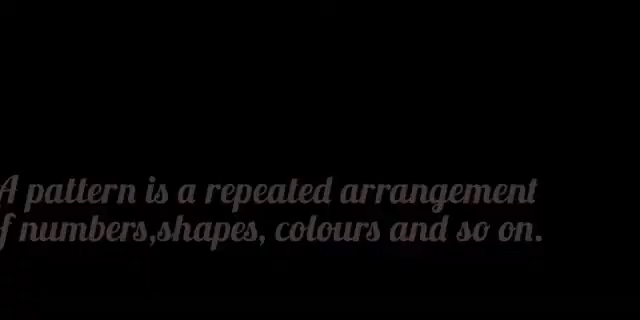 A pattern is a repeated arrangement
f numbers,shapes, colours and so on.